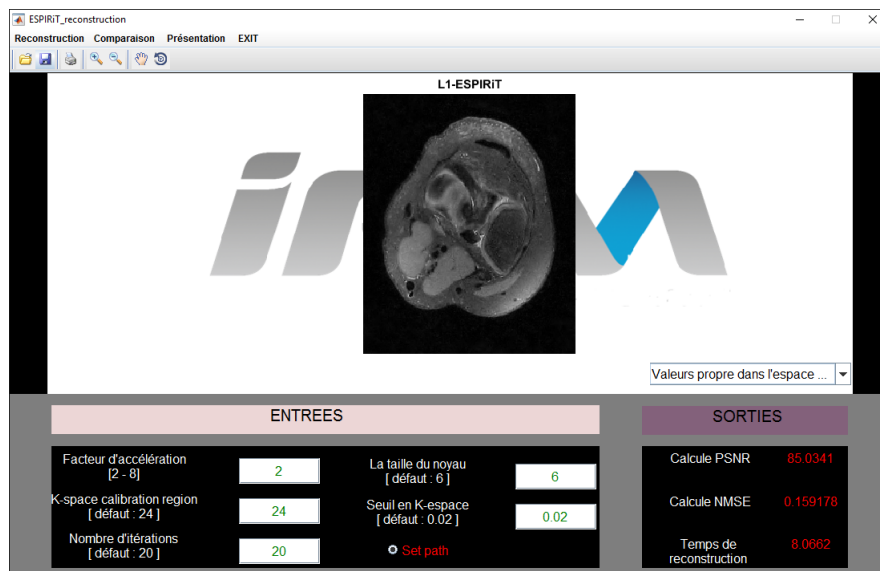 ESPIRiT_reconstruction
Reconstruction Comparaison Présentation EXIT
L1-ESPIRiT
Valeurs propre dans l'espace ...
ENTREES
SORTIES
Facteur d'accélération
[2 - 8]
2
La taille du noyau
[ défaut : 6 ]
6
Calcule PSNR
85.0341
K-space calibration region
[ défaut : 24 ]
24
Seuil en K-espace
[ défaut : 0.02 ]
0.02
Calcule NMSE
0.159178
Nombre d'itérations
[ défaut : 20 ]
20
Set path
Temps de
reconstruction
8.0662